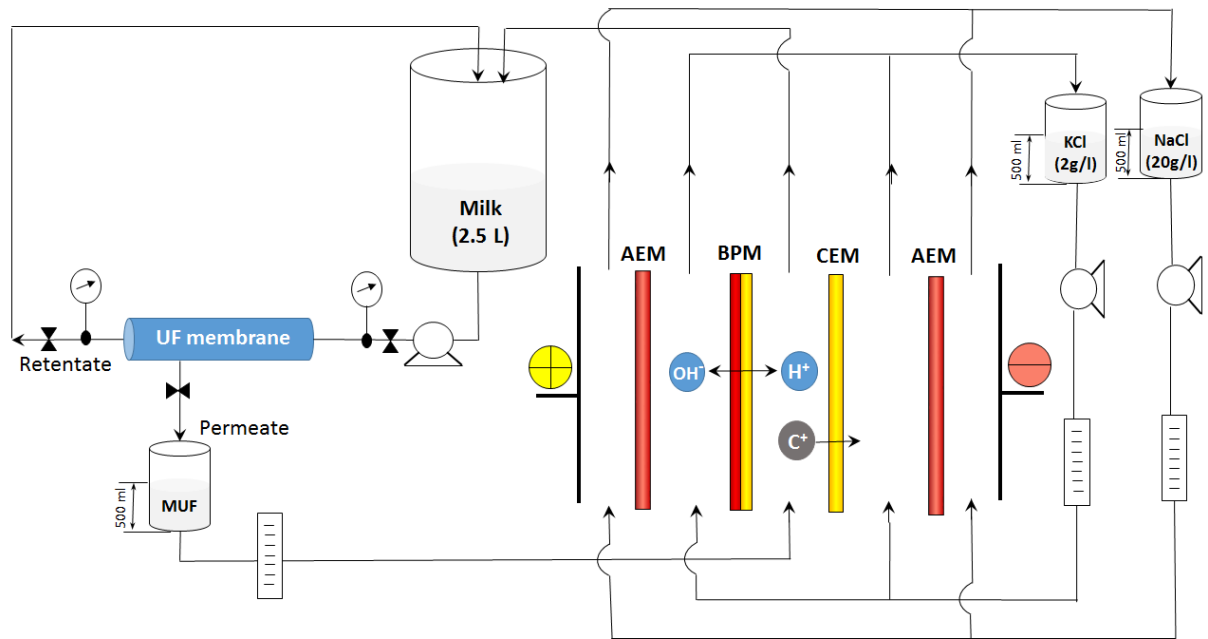 Milk
(2.5 L)
KCl
(2g/l)
500 ml
NaCl
(20g/l)
500 ml
AEM
BPM
CEM
AEM
UF membrane
Retentate
Permeate
OH⁻
H⁺
C⁺
MUF
500 ml